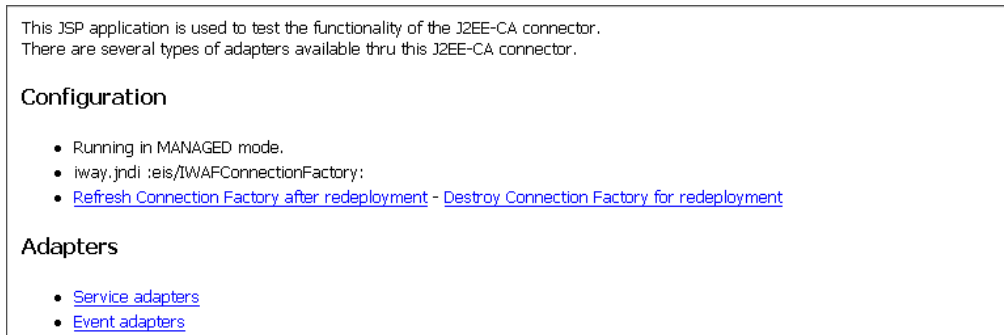 This JSP application is used to test the functionality of the J2EE-CA connector.
There are several types of adapters available thru this J2EE-CA connector.
Configuration
• Running in MANAGED mode.
• iway.jndi :eis/IWAFConnectionFactory:
• Refresh Connection Factory after redeployment - Destroy Connection Factory for redeployment
Adapters
• Service adapters
• Event adapters